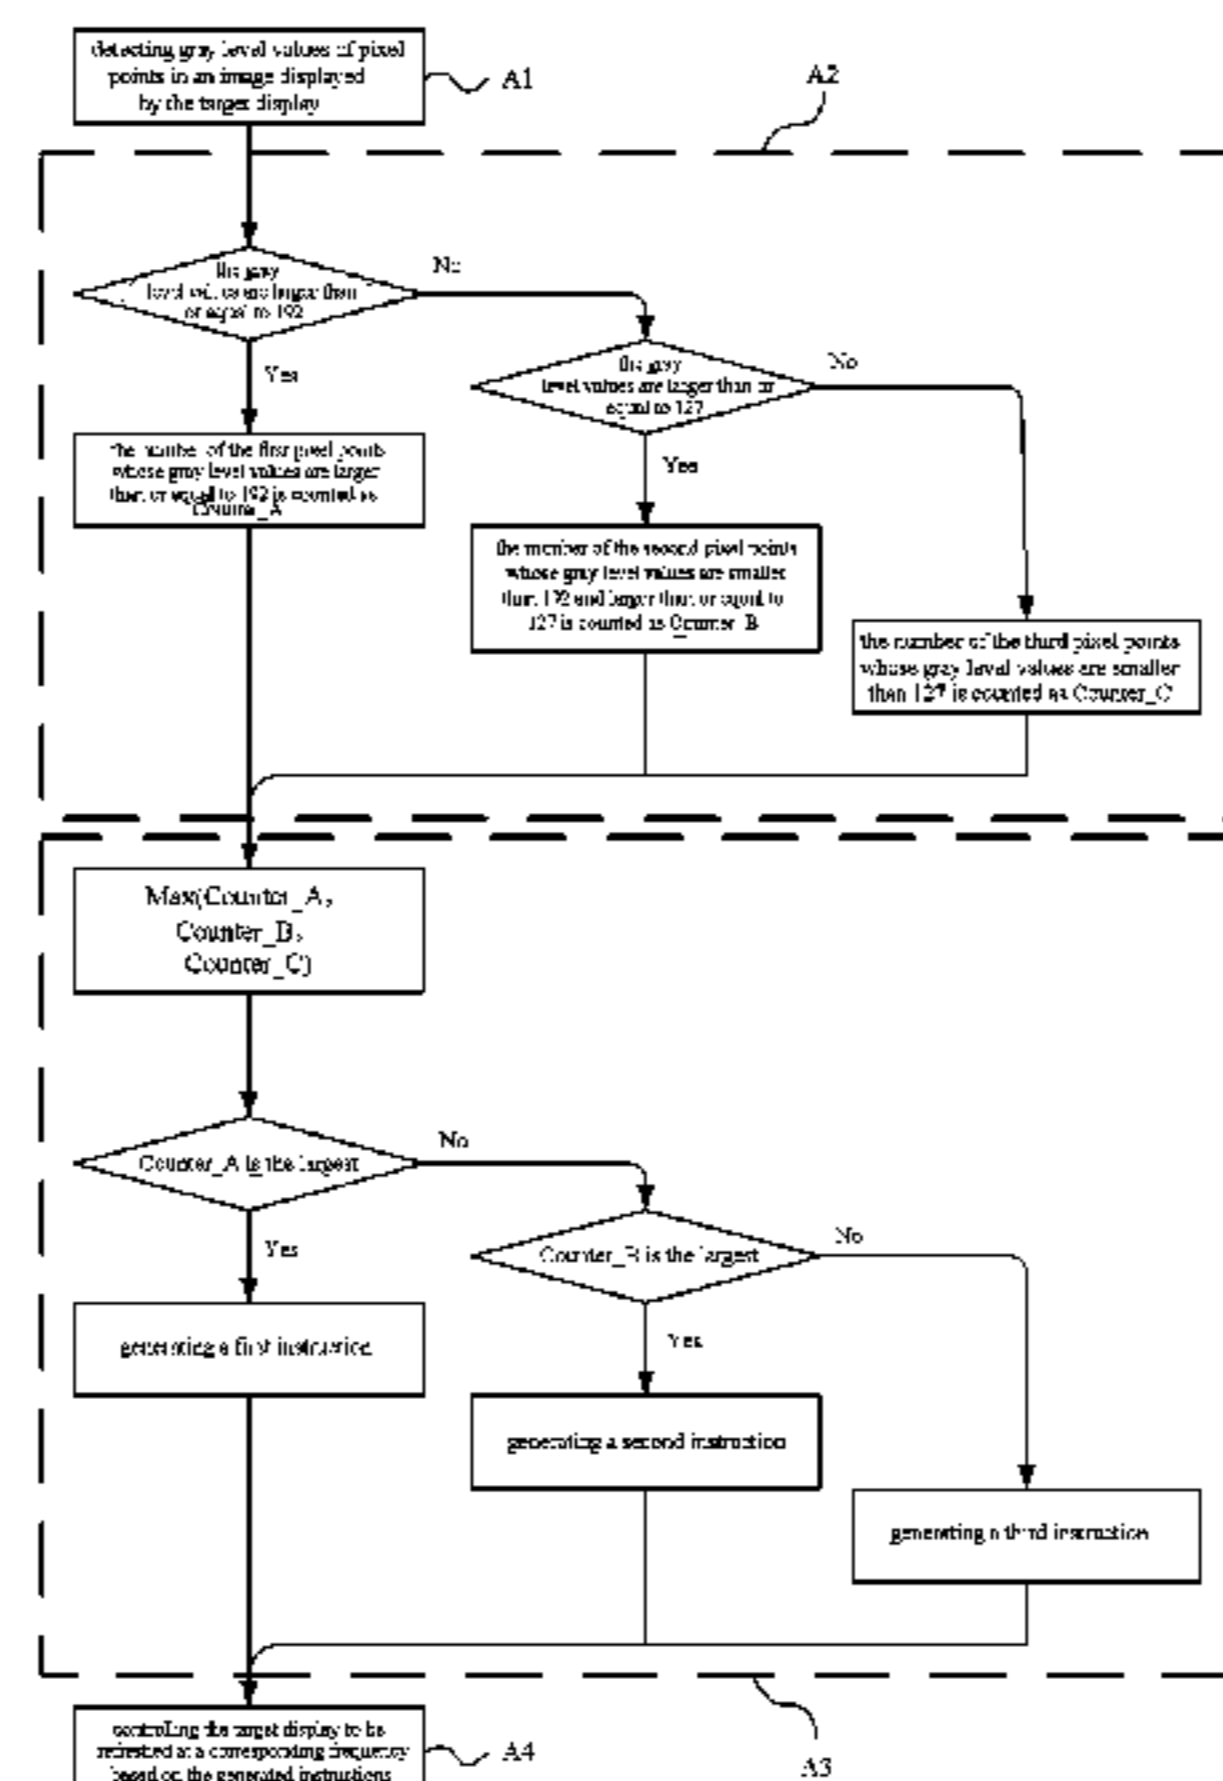 detecting gray level values of pixel
points in an image displayed
by the target display
A1
A2
the gray
level values are larger than
or equal to 192
No
Yes
the gray
level values are larger than or
equal to 127
No
Yes
the number of the first pixel points
whose gray level values are larger
than or equal to 192 is counted as
Counter_A
the number of the second pixel points
whose gray level values are smaller
than 192 and larger than or equal to
127 is counted as Counter_B
the number of the third pixel points
whose gray level values are smaller
than 127 is counted as Counter_C
Max(Counter_A,
Counter_B,
Counter_C)
Counter_A is the largest
No
Yes
Counter_B is the largest
No
Yes
generating a first instruction
generating a second instruction
generating a third instruction
controlling the target display to be
refreshed at a corresponding frequency
based on the generated instructions
A4
A3